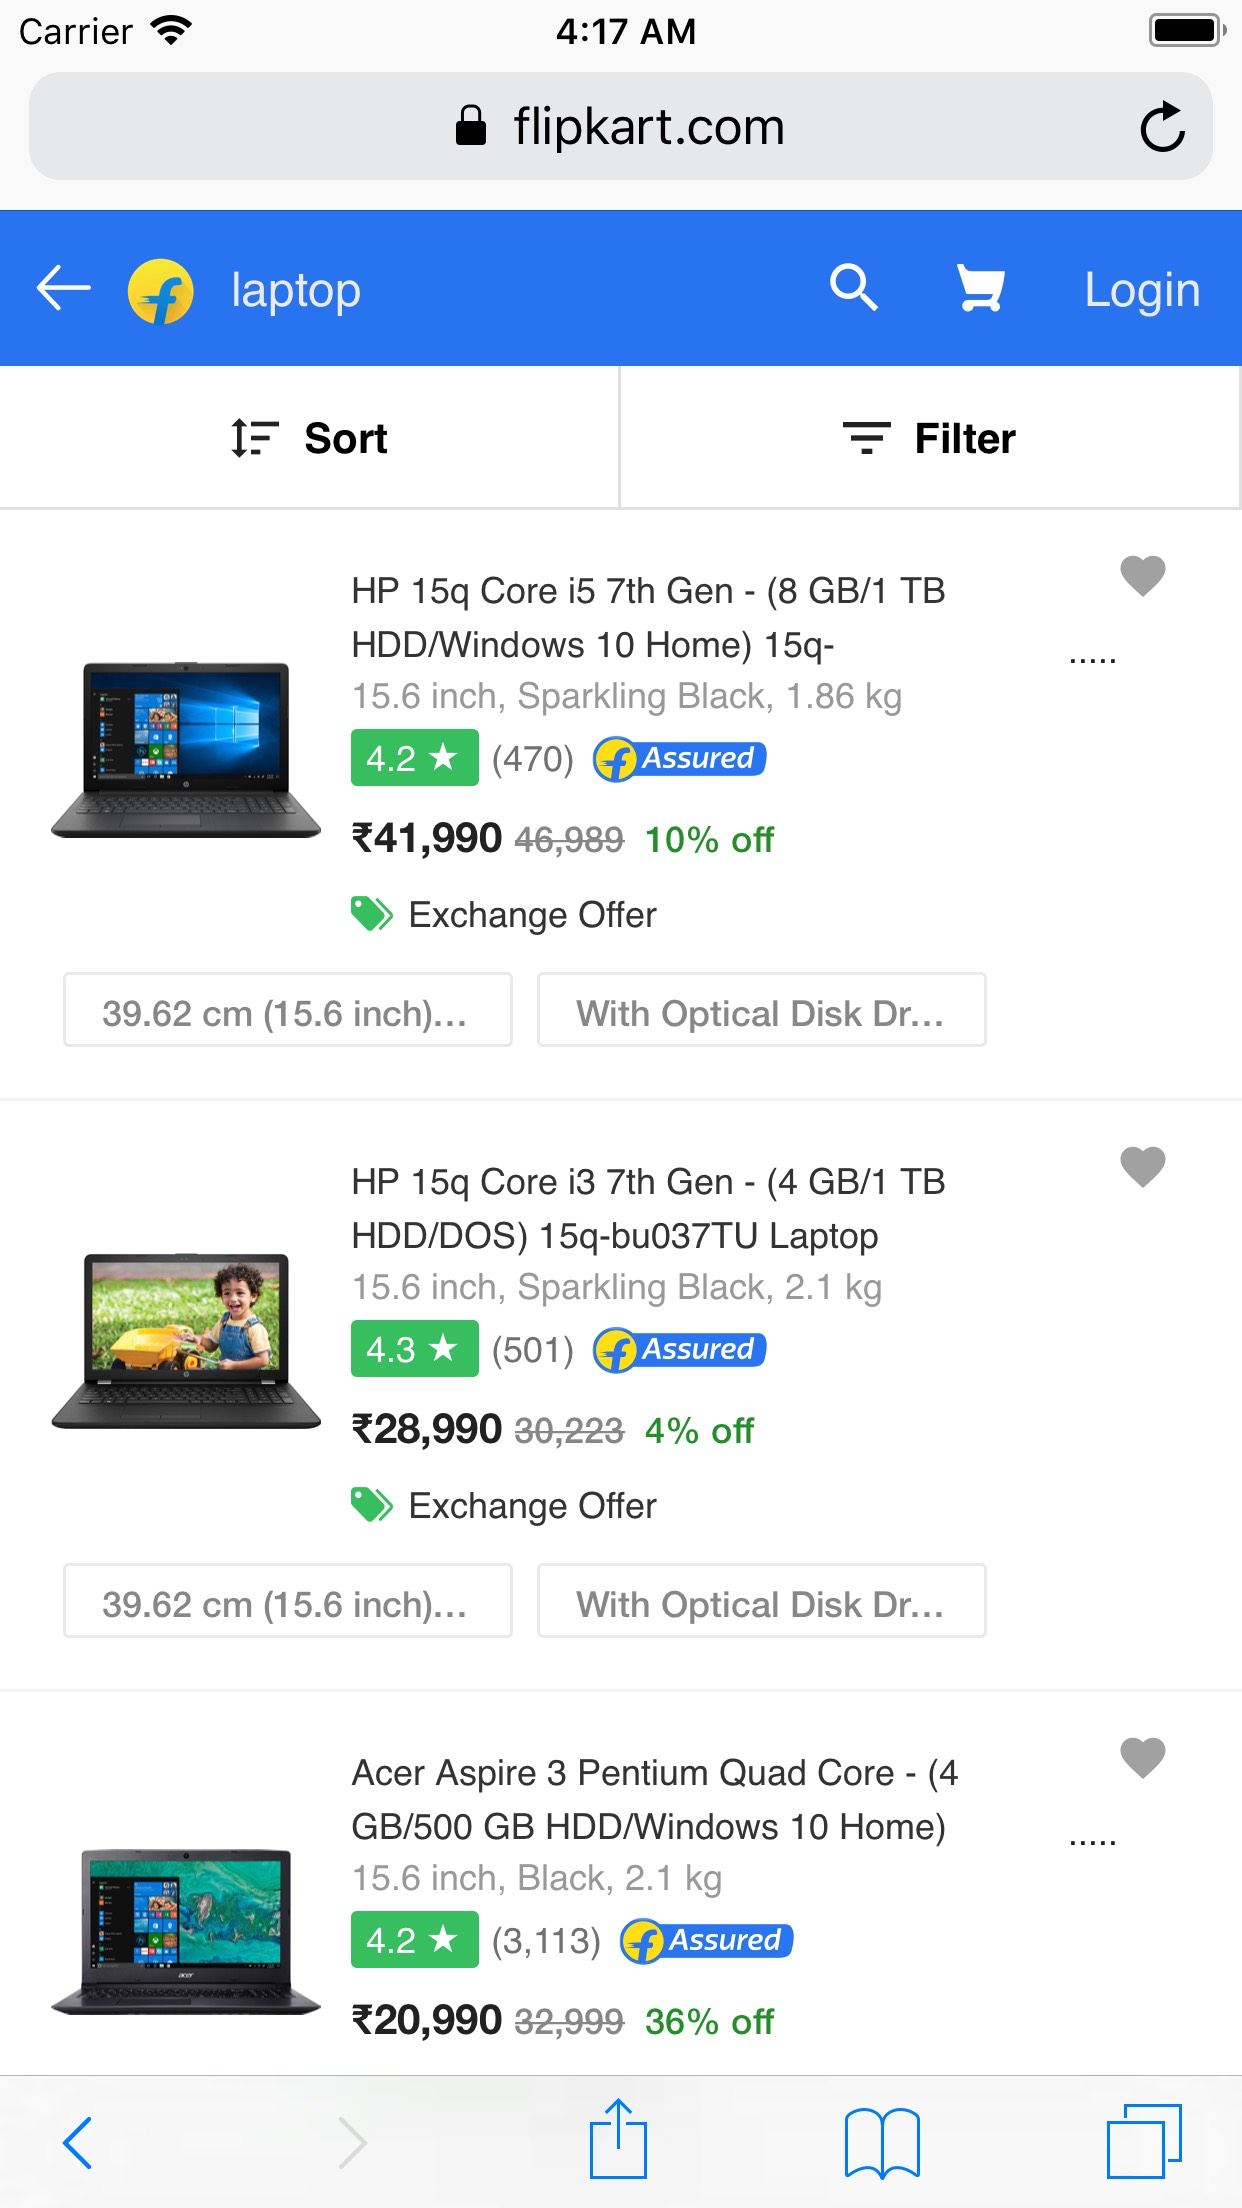 Carrier 4:17 AM
flipkart.com
laptop Login
Sort Filter
HP 15q Core i5 7th Gen - (8 GB/1 TB
HDD/Windows 10 Home) 15q-
.....
15.6 inch, Sparkling Black, 1.86 kg
4.2 ★ (470) Assured
₹41,990 46,989 10% off
Exchange Offer
39.62 cm (15.6 inch)... With Optical Disk Dr...
HP 15q Core i3 7th Gen - (4 GB/1 TB
HDD/DOS) 15q-bu037TU Laptop
15.6 inch, Sparkling Black, 2.1 kg
4.3 ★ (501) Assured
₹28,990 30,223 4% off
Exchange Offer
39.62 cm (15.6 inch)... With Optical Disk Dr...
Acer Aspire 3 Pentium Quad Core - (4
GB/500 GB HDD/Windows 10 Home)
.....
15.6 inch, Black, 2.1 kg
4.2 ★ (3,113) Assured
₹20,990 32,999 36% off